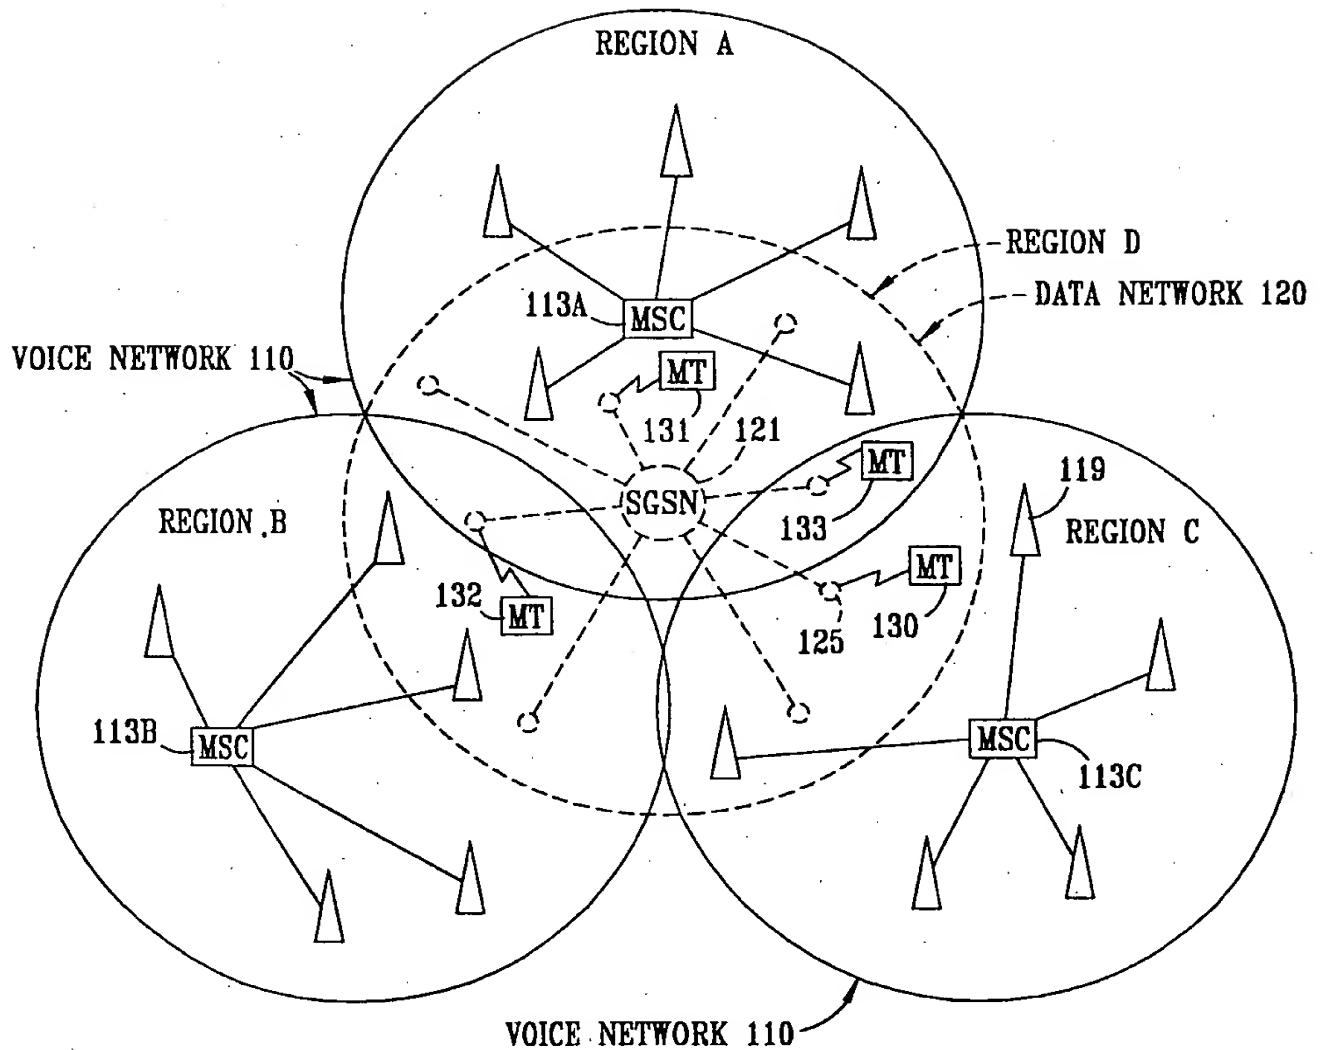 REGION A
REGION D
DATA NETWORK 120
113A
MSC
VOICE NETWORK 110
MT
131
121
MT
119
SGSN
REGION B
133
REGION C
MT
132
MT
125
130
113B
MSC
MSC
113C
VOICE NETWORK 110